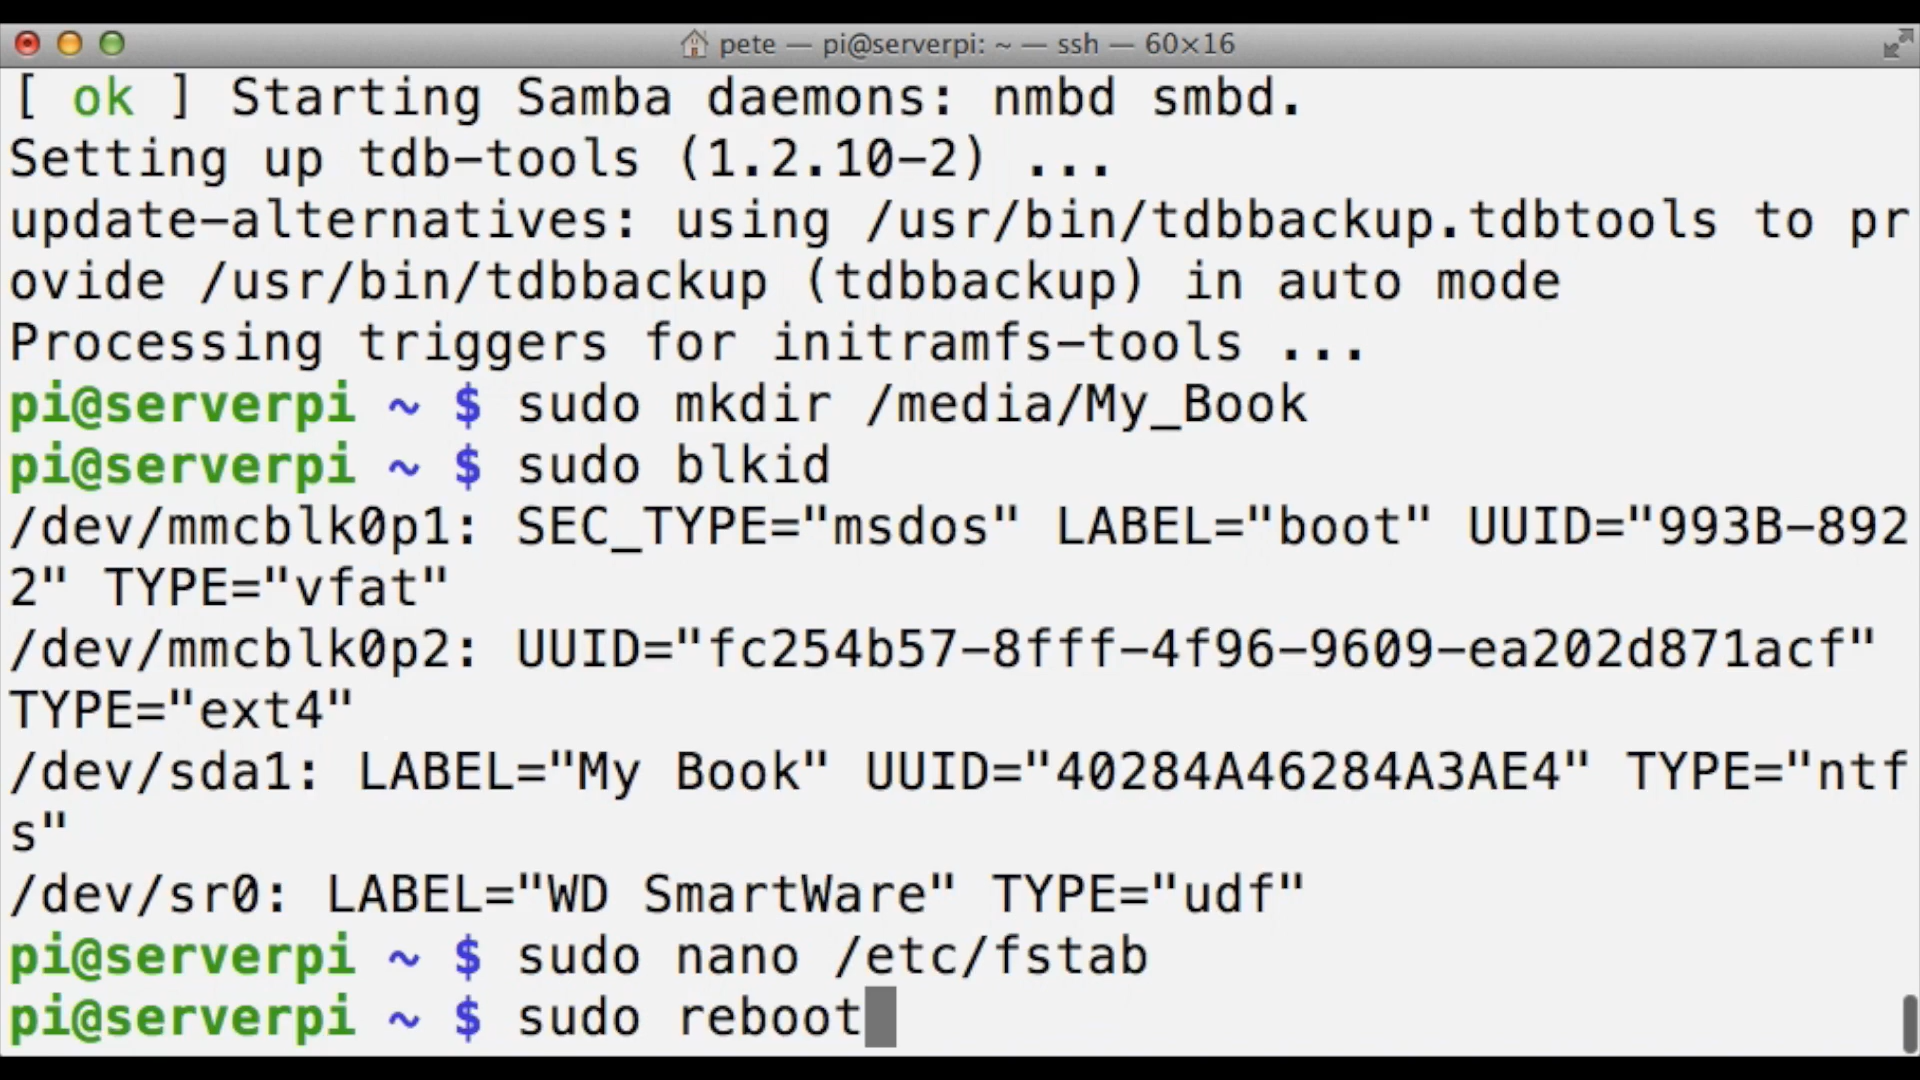 pete — pi@serverpi: ~ — ssh — 60×16
[ ok ] Starting Samba daemons: nmbd smbd.
Setting up tdb-tools (1.2.10-2) ...
update-alternatives: using /usr/bin/tdbbackup.tdbtools to pr
ovide /usr/bin/tdbbackup (tdbbackup) in auto mode
Processing triggers for initramfs-tools ...
pi@serverpi ~ $ sudo mkdir /media/My_Book
pi@serverpi ~ $ sudo blkid
/dev/mmcblk0p1: SEC_TYPE="msdos" LABEL="boot" UUID="993B-892
2" TYPE="vfat"
/dev/mmcblk0p2: UUID="fc254b57-8fff-4f96-9609-ea202d871acf"
TYPE="ext4"
/dev/sda1: LABEL="My Book" UUID="40284A46284A3AE4" TYPE="ntf
s"
/dev/sr0: LABEL="WD SmartWare" TYPE="udf"
pi@serverpi ~ $ sudo nano /etc/fstab
pi@serverpi ~ $ sudo reboot